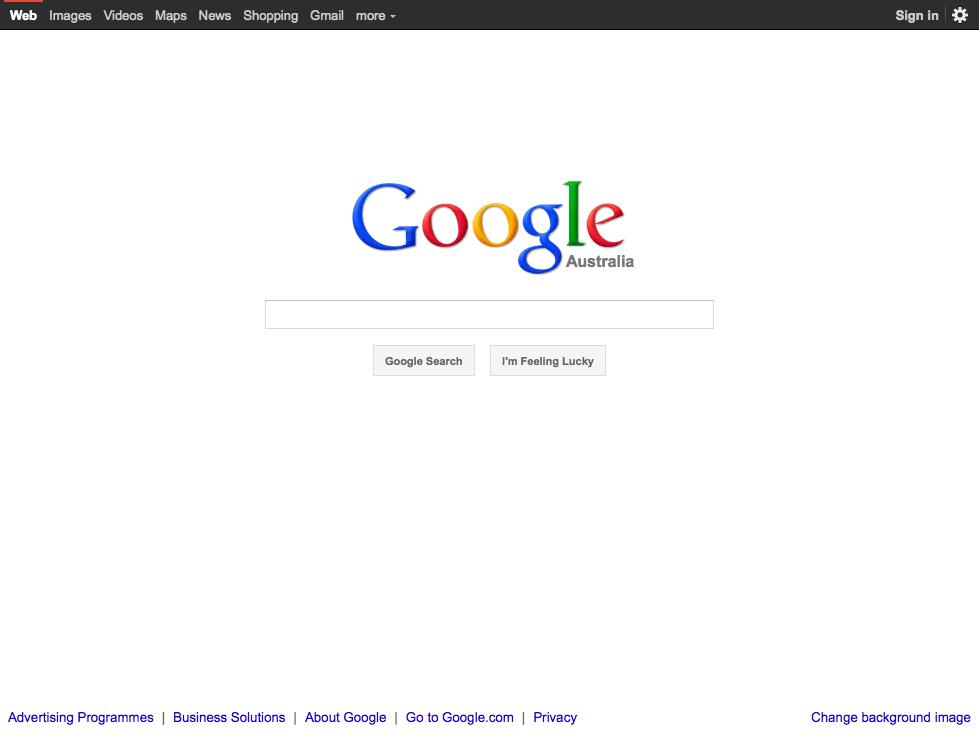 Web Images Videos Maps News Shopping Gmail more Sign in
Google
Australia
Google Search I'm Feeling Lucky
Advertising Programmes | Business Solutions | About Google | Go to Google.com | Privacy Change background image